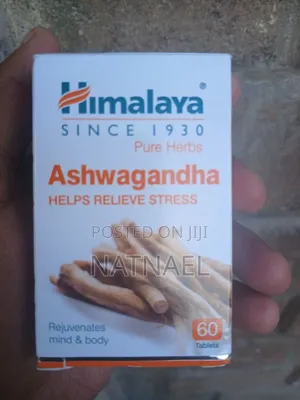 Himalaya®
SINCE 1930
Pure Herbs
Ashwagandha
HELPS RELIEVE STRESS
POSTED ON JIJI
NATNAEL
Rejuvenates
mind & body
60
Tablets